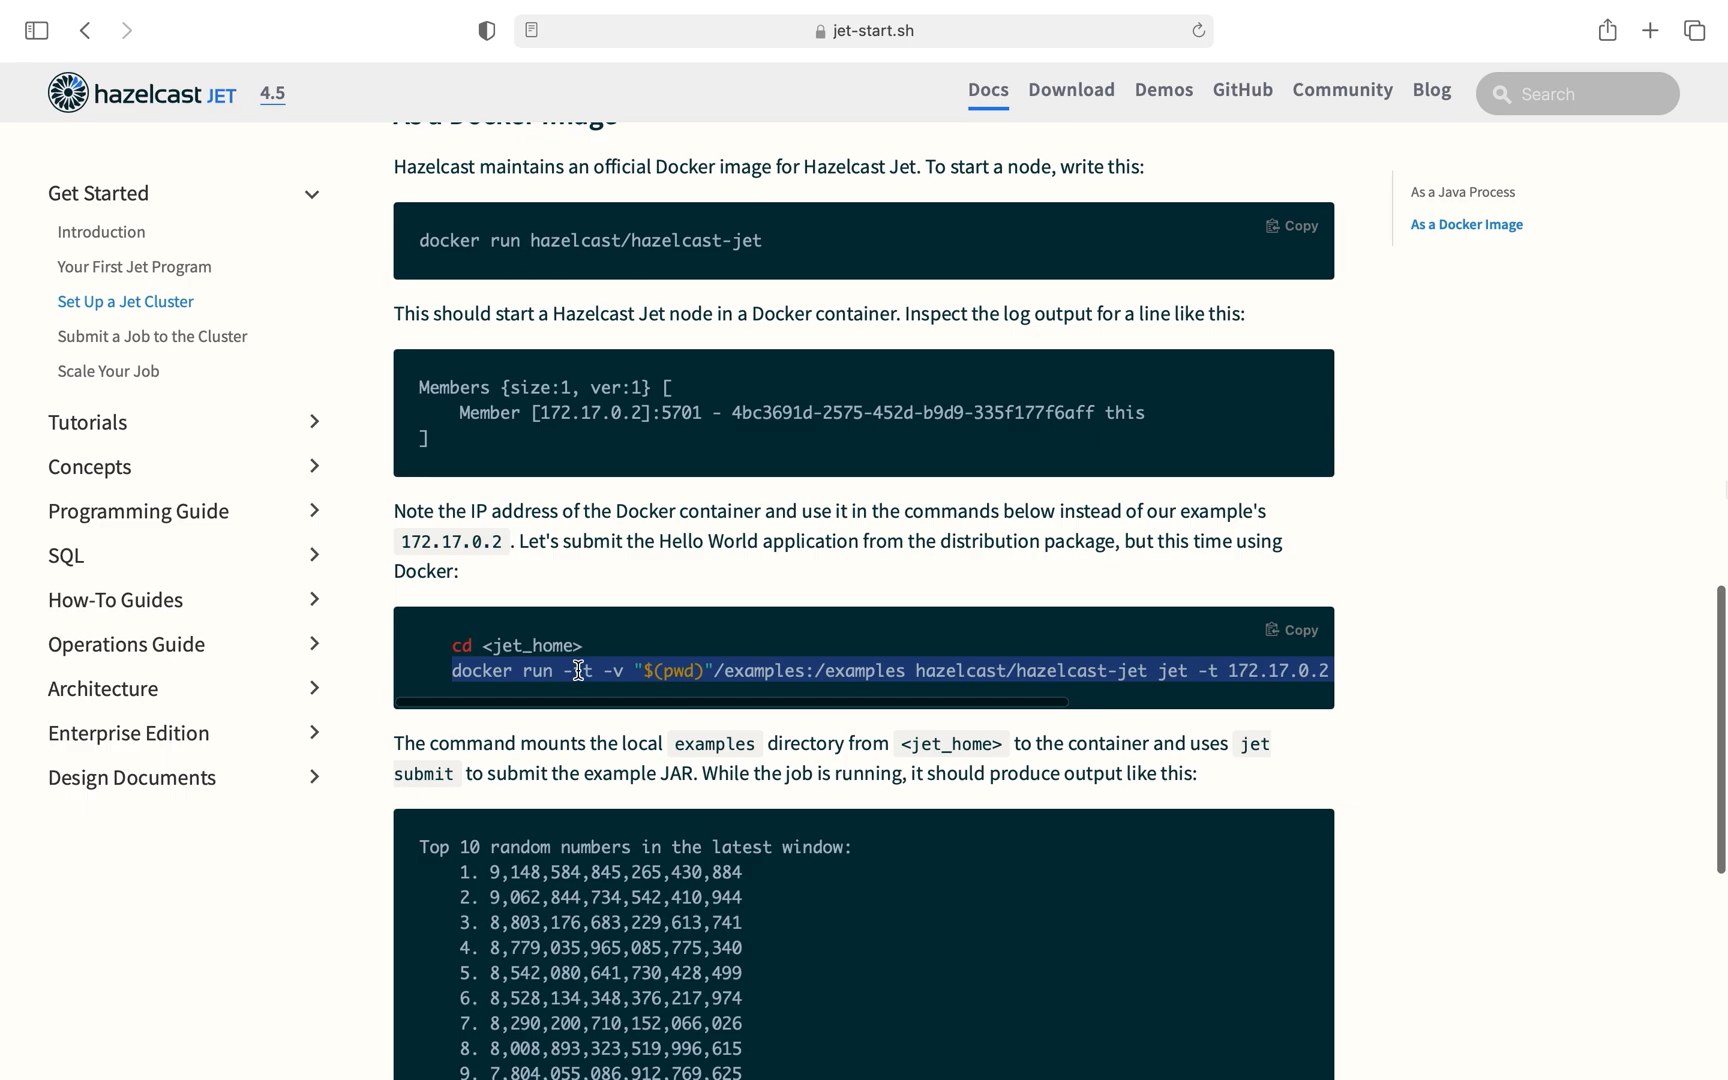 jet-start.sh
hazelcast JET 4.5
Docs Download Demos GitHub Community Blog Search
As a Docker Image
Hazelcast maintains an official Docker image for Hazelcast Jet. To start a node, write this:
Copy
docker run hazelcast/hazelcast-jet
This should start a Hazelcast Jet node in a Docker container. Inspect the log output for a line like this:
Members {size:1, ver:1} [
Member [172.17.0.2]:5701 - 4bc3691d-2575-452d-b9d9-335f177f6aff this
]
Note the IP address of the Docker container and use it in the commands below instead of our example's
172.17.0.2 . Let's submit the Hello World application from the distribution package, but this time using
Docker:
Copy
cd <jet_home>
docker run -it -v "$(pwd)"/examples:/examples hazelcast/hazelcast-jet jet -t 172.17.0.2
The command mounts the local examples directory from <jet_home> to the container and uses jet
submit to submit the example JAR. While the job is running, it should produce output like this:
Top 10 random numbers in the latest window:
1. 9,148,584,845,265,430,884
2. 9,062,844,734,542,410,944
3. 8,803,176,683,229,613,741
4. 8,779,035,965,085,775,340
5. 8,542,080,641,730,428,499
6. 8,528,134,348,376,217,974
7. 8,290,200,710,152,066,026
8. 8,008,893,323,519,996,615
9. 7,804,055,086,912,769,625
Get Started
Introduction
Your First Jet Program
Set Up a Jet Cluster
Submit a Job to the Cluster
Scale Your Job
Tutorials
Concepts
Programming Guide
SQL
How-To Guides
Operations Guide
Architecture
Enterprise Edition
Design Documents
As a Java Process
As a Docker Image